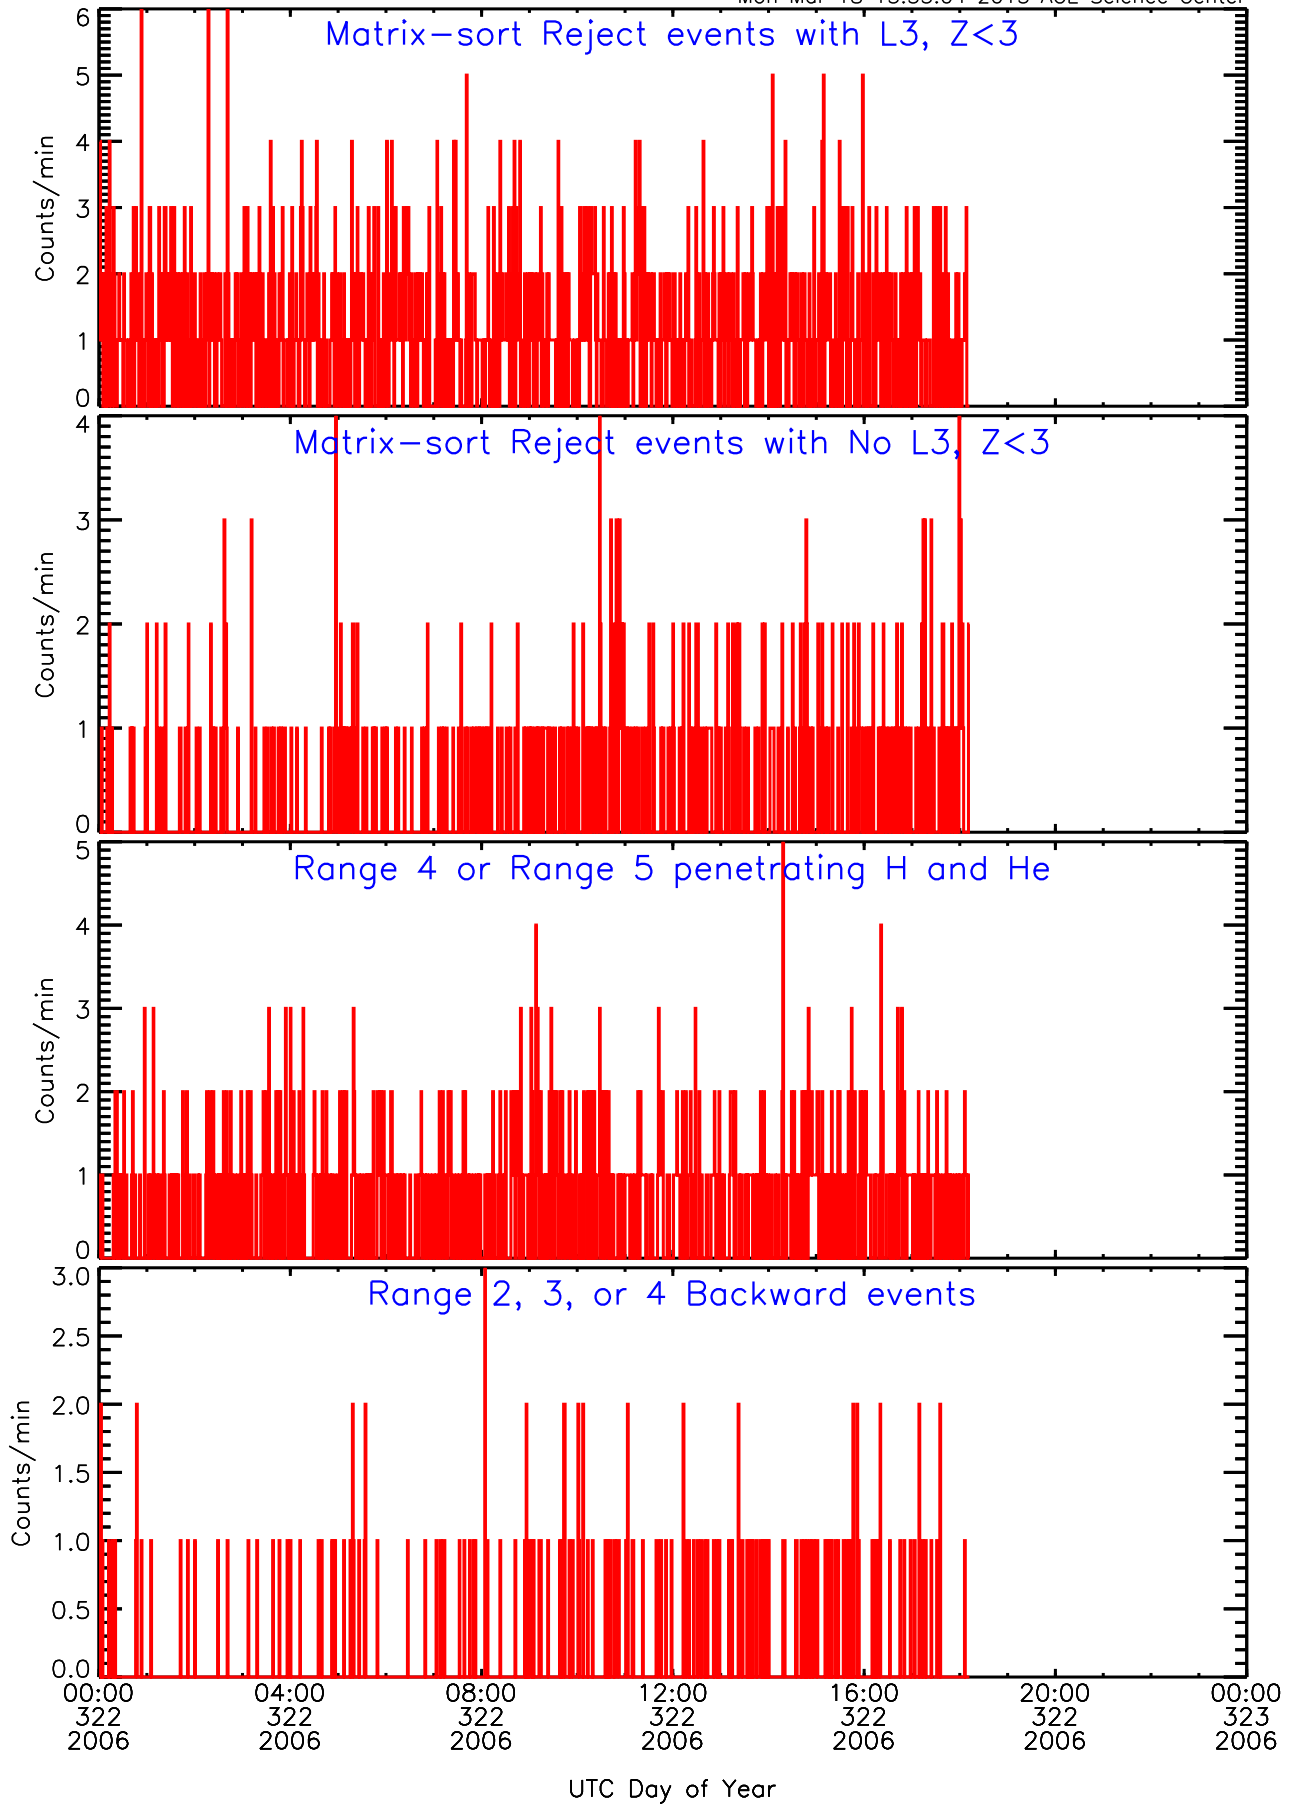 Matrix-sort Reject events with L3, Z<3
6
5
4
3
2
1
0
Counts/min
Matrix-sort Reject events with No L3, Z<3
4
3
2
1
0
Counts/min
Range 4 or Range 5 penetrating H and He
5
4
3
2
1
0
Counts/min
Range 2, 3, or 4 Backward events
3.0
2.5
2.0
1.5
1.0
0.5
0.0
Counts/min
00:00 04:00 08:00 12:00 16:00 20:00 00:00
322 322 322 322 322 322 323
2006 2006 2006 2006 2006 2006 2006
UTC Day of Year